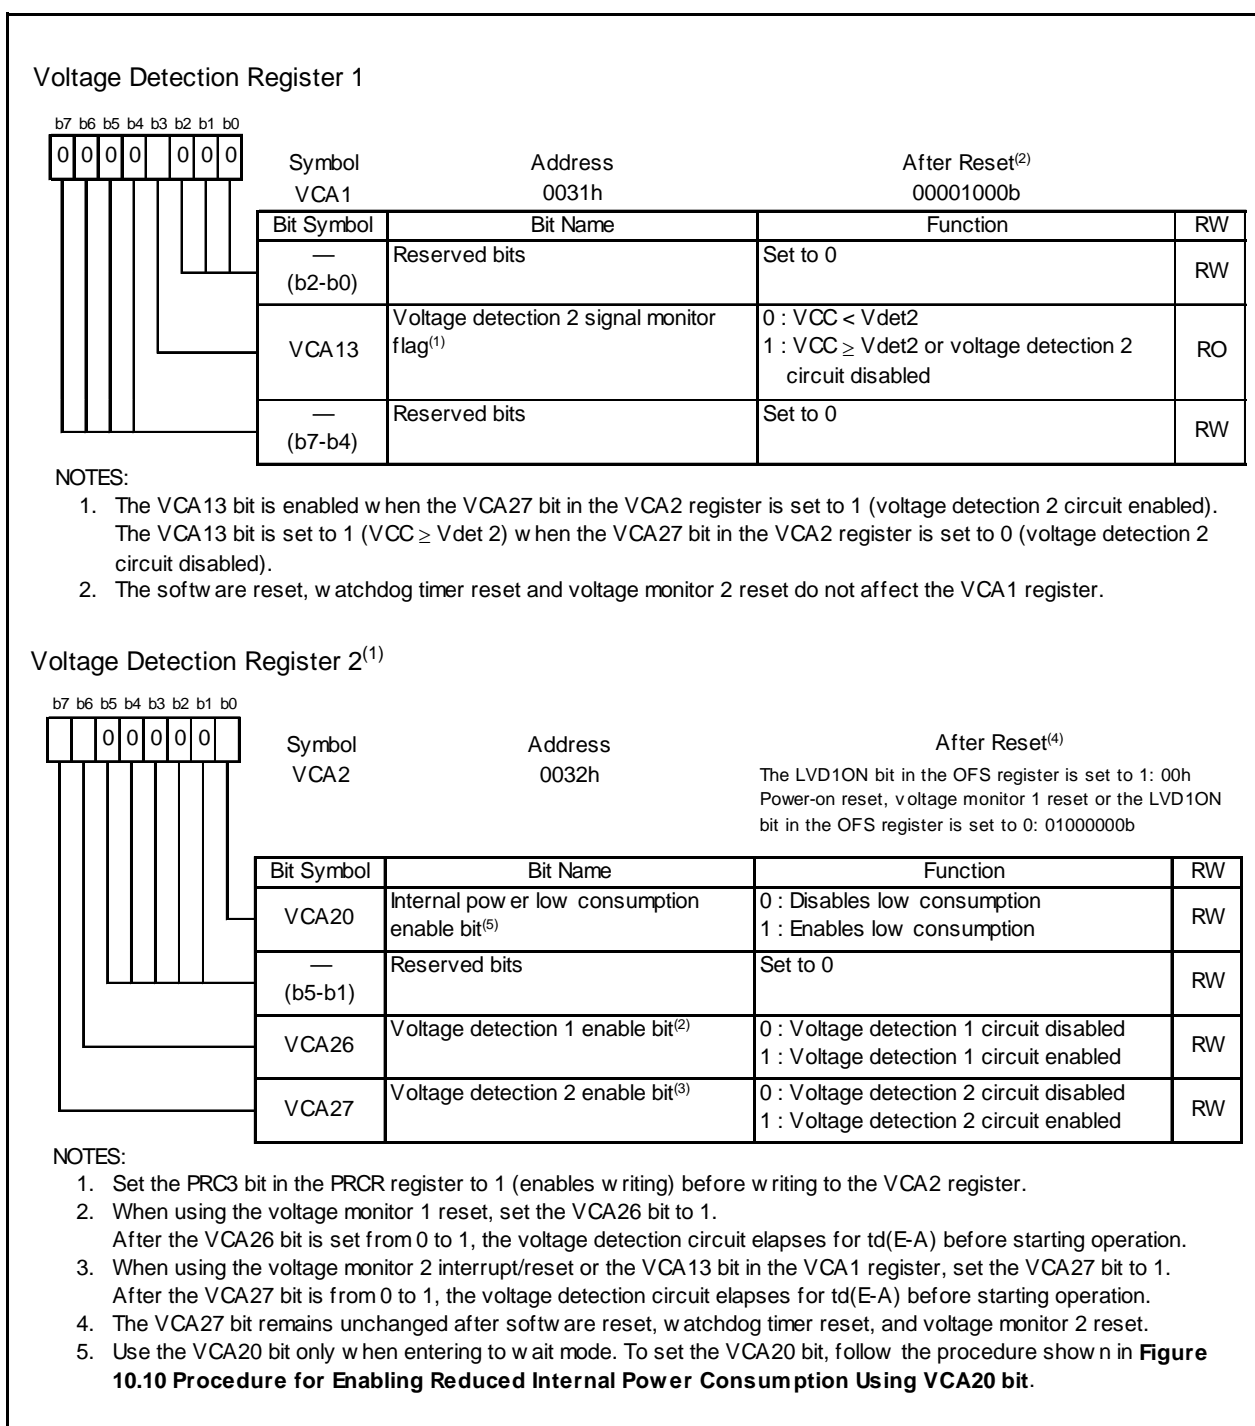 Voltage Detection Register 1
b7 b6 b5 b4 b3 b2 b1 b0
0 0 0 0 0 0 0
Symbol Address After Reset(2)
VCA1 0031h 00001000b
Bit Symbol Bit Name Function RW
— (b2-b0) Reserved bits Set to 0 RW
VCA13 Voltage detection 2 signal monitor flag(1) 0 : VCC < Vdet2
1 : VCC ≥ Vdet2 or voltage detection 2
circuit disabled RO
— (b7-b4) Reserved bits Set to 0 RW
NOTES:
1. The VCA13 bit is enabled when the VCA27 bit in the VCA2 register is set to 1 (voltage detection 2 circuit enabled).
The VCA13 bit is set to 1 (VCC ≥ Vdet 2) when the VCA27 bit in the VCA2 register is set to 0 (voltage detection 2
circuit disabled).
2. The software reset, watchdog timer reset and voltage monitor 2 reset do not affect the VCA1 register.
Voltage Detection Register 2(1)
b7 b6 b5 b4 b3 b2 b1 b0
0 0 0 0 0
Symbol Address After Reset(4)
VCA2 0032h The LVD1ON bit in the OFS register is set to 1: 00h
Power-on reset, voltage monitor 1 reset or the LVD1ON
bit in the OFS register is set to 0: 01000000b
Bit Symbol Bit Name Function RW
VCA20 Internal power low consumption enable bit(5) 0 : Disables low consumption
1 : Enables low consumption RW
— (b5-b1) Reserved bits Set to 0 RW
VCA26 Voltage detection 1 enable bit(2) 0 : Voltage detection 1 circuit disabled
1 : Voltage detection 1 circuit enabled RW
VCA27 Voltage detection 2 enable bit(3) 0 : Voltage detection 2 circuit disabled
1 : Voltage detection 2 circuit enabled RW
NOTES:
1. Set the PRC3 bit in the PRCR register to 1 (enables writing) before writing to the VCA2 register.
2. When using the voltage monitor 1 reset, set the VCA26 bit to 1.
After the VCA26 bit is set from 0 to 1, the voltage detection circuit elapses for td(E-A) before starting operation.
3. When using the voltage monitor 2 interrupt/reset or the VCA13 bit in the VCA1 register, set the VCA27 bit to 1.
After the VCA27 bit is from 0 to 1, the voltage detection circuit elapses for td(E-A) before starting operation.
4. The VCA27 bit remains unchanged after software reset, watchdog timer reset, and voltage monitor 2 reset.
5. Use the VCA20 bit only when entering to wait mode. To set the VCA20 bit, follow the procedure shown in Figure
10.10 Procedure for Enabling Reduced Internal Power Consumption Using VCA20 bit.